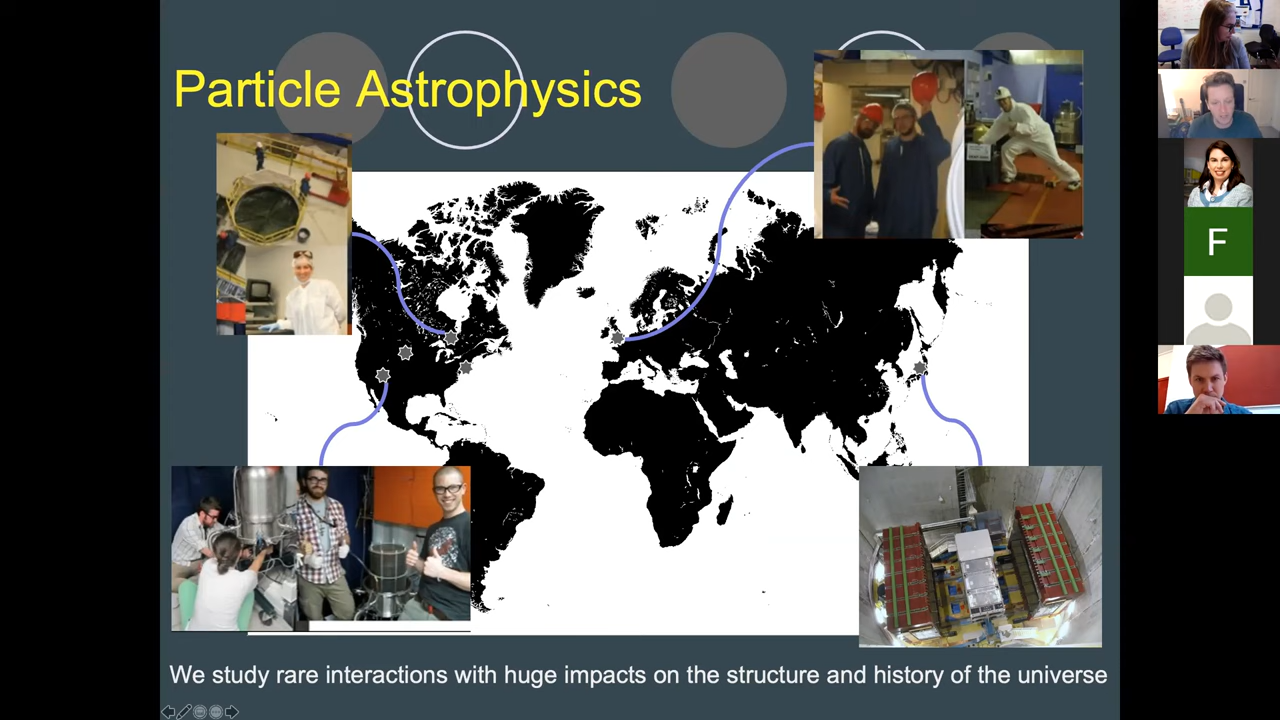 Particle Astrophysics
F
We study rare interactions with huge impacts on the structure and history of the universe